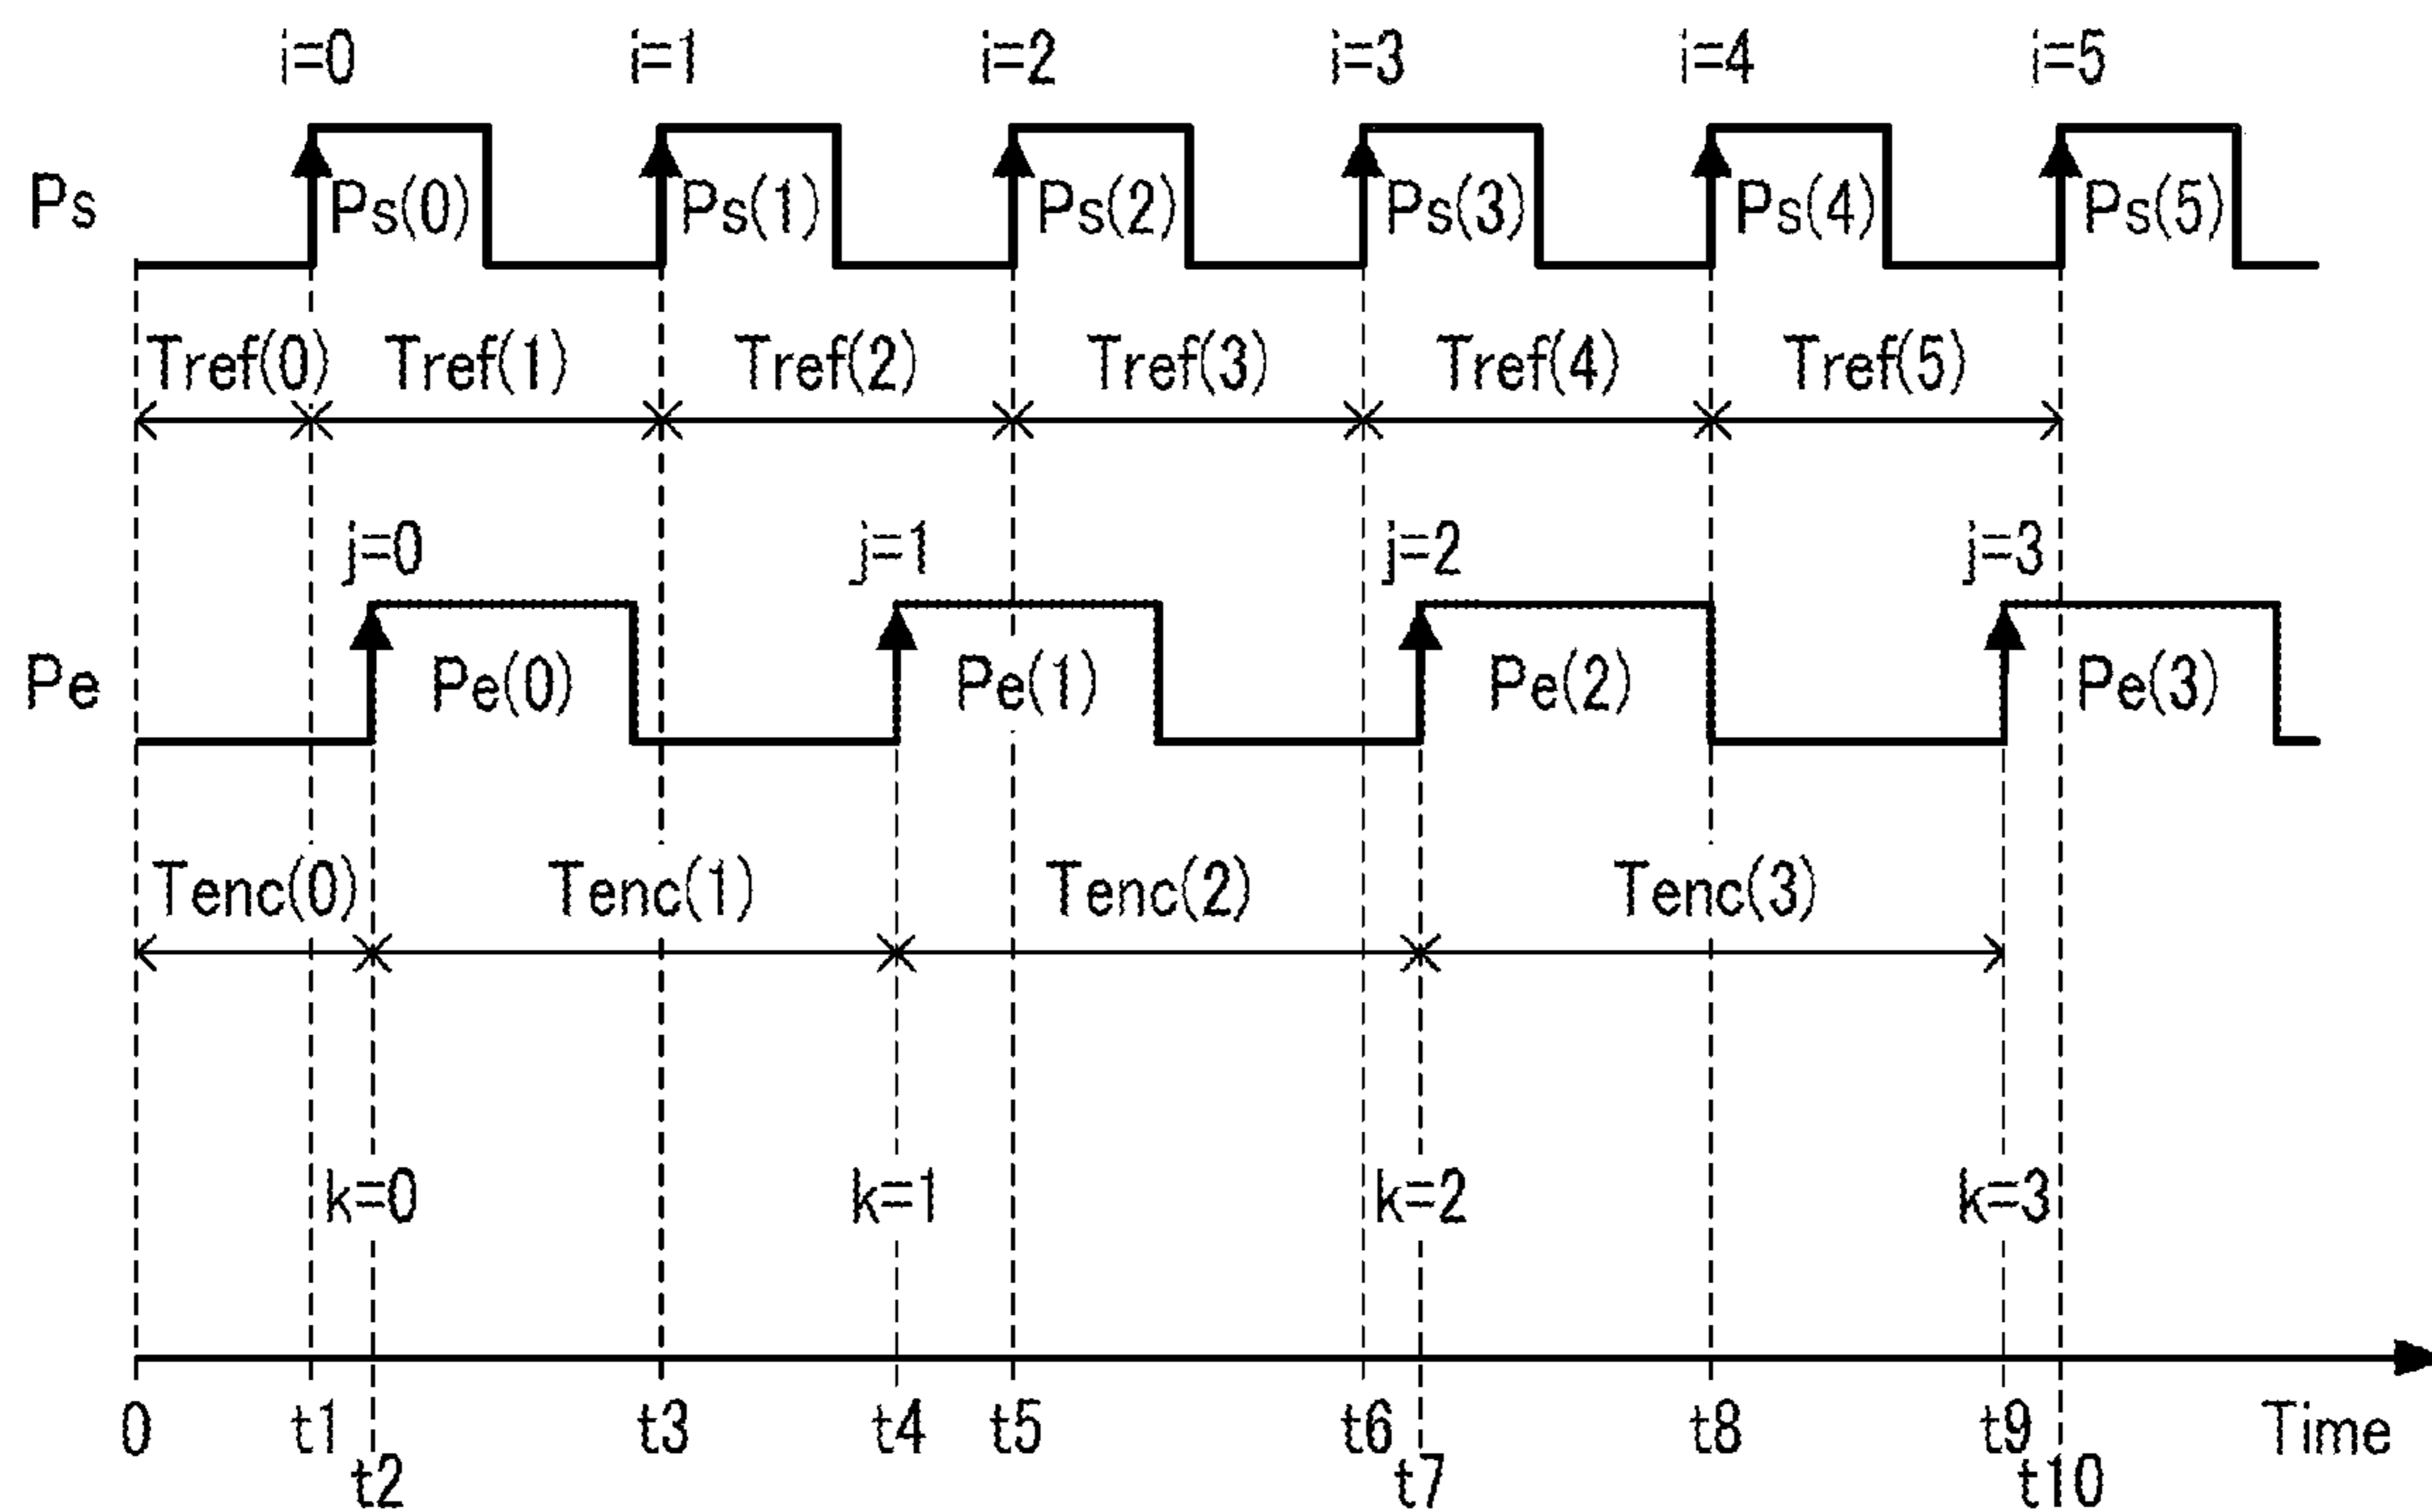 i=0 i=1 i=2 i=3 i=4 i=5
Ps Ps(0) Ps(1) Ps(2) Ps(3) Ps(4) Ps(5)
Tref(0) Tref(1) Tref(2) Tref(3) Tref(4) Tref(5)
j=0 j=1 j=2 j=3
Pe Pe(0) Pe(1) Pe(2) Pe(3)
Tenc(0) Tenc(1) Tenc(2) Tenc(3)
k=0 k=1 k=2 k=3
0 t1 t3 t4 t5 t6 t8 t9 Time
t2 t7 t10